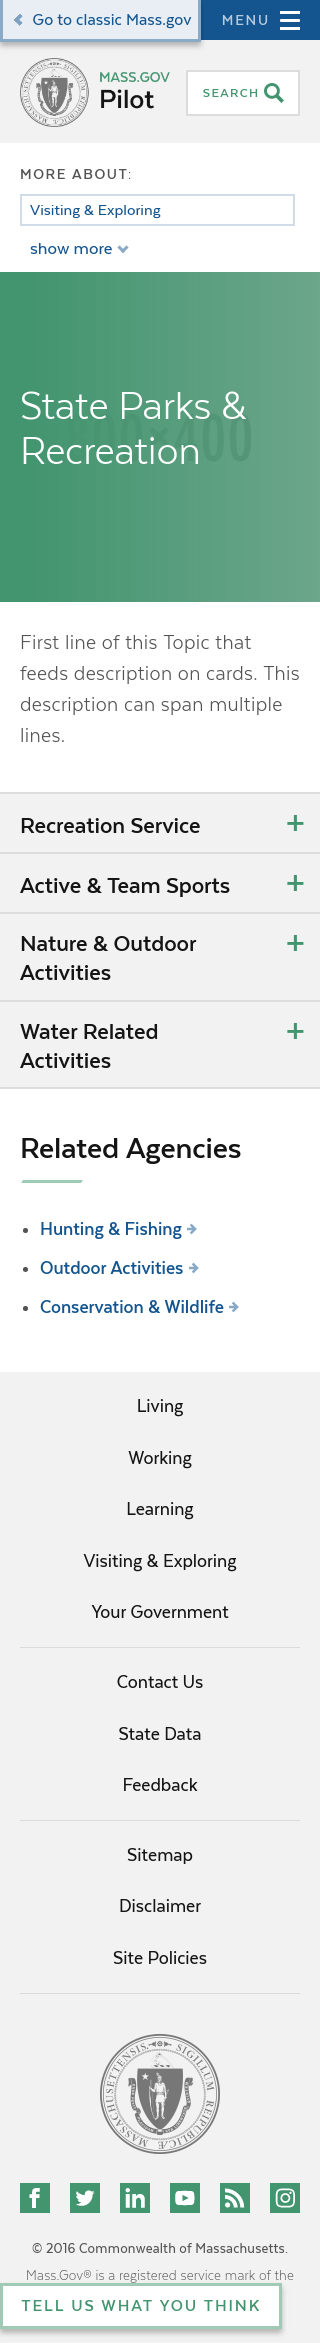 Go to classic Mass.gov
MENU
MASS.GOV
Pilot
SEARCH
MORE ABOUT:
Visiting & Exploring
show more
State Parks &
Recreation
First line of this Topic that
feeds description on cards. This
description can span multiple
lines.
Recreation Service
Active & Team Sports
Nature & Outdoor
Activities
Water Related
Activities
Related Agencies
Hunting & Fishing
Outdoor Activities
Conservation & Wildlife
Living
Working
Learning
Visiting & Exploring
Your Government
Contact Us
State Data
Feedback
Sitemap
Disclaimer
Site Policies
© 2016 Commonwealth of Massachusetts.
Mass.Gov® is a registered service mark of the
TELL US WHAT YOU THINK